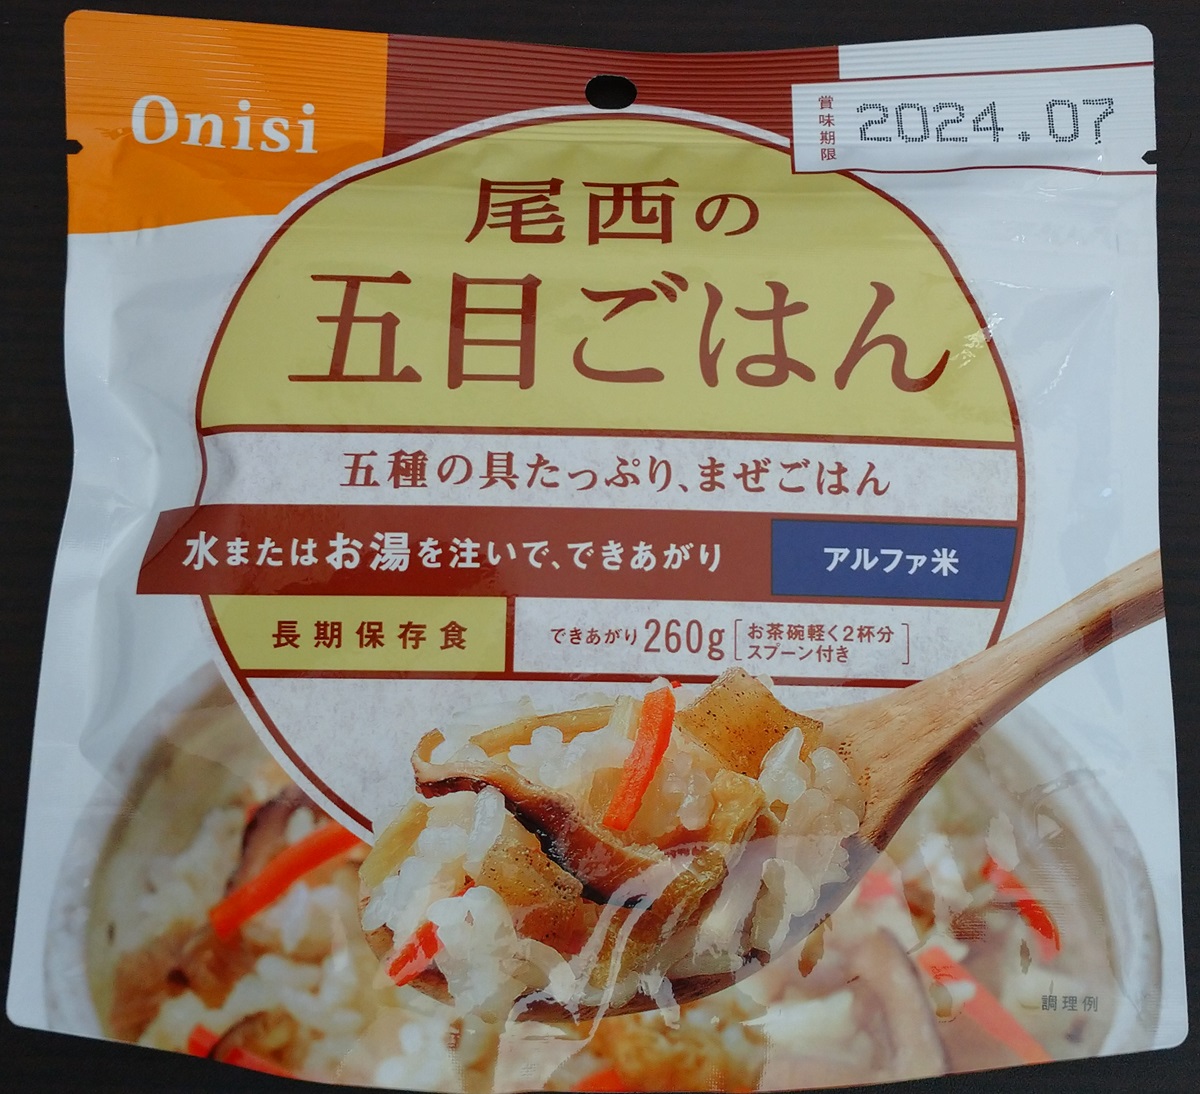 Onisi
賞味期限
2024.07
尾西の
五目ごはん
五種の具たっぷり、まぜごはん
水またはお湯を注いで、できあがり
アルファ米
長期保存食
できあがり260g
お茶碗軽く2杯分
スプーン付き
調理例